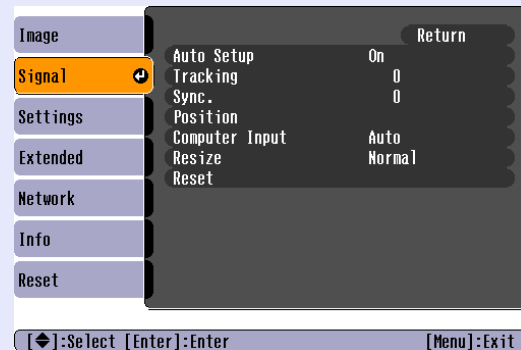 Image
Signal
Settings
Extended
Network
Info
Reset
Return
Auto Setup On
Tracking 0
Sync. 0
Position
Computer Input Auto
Resize Normal
Reset
[◆]:Select [Enter]:Enter [Menu]:Exit